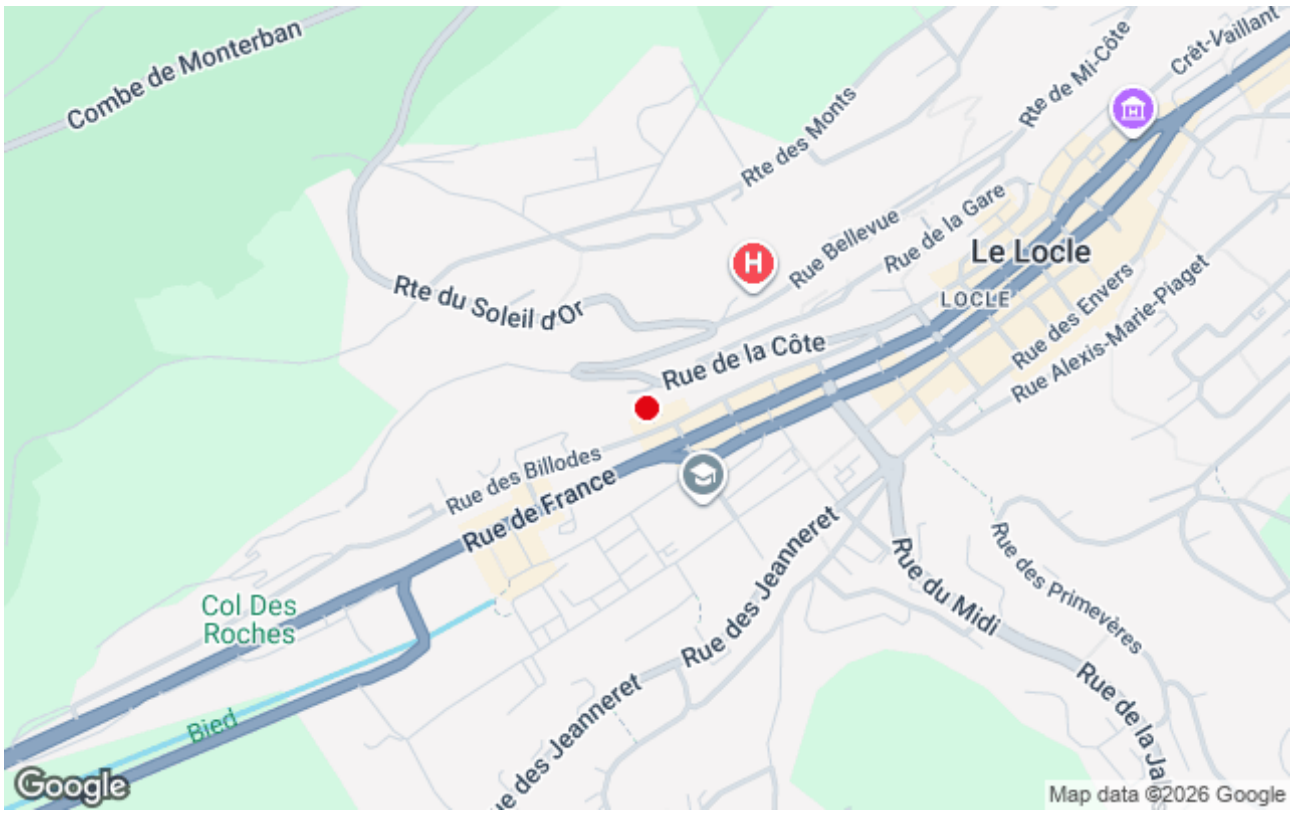 Combe de Monterban
Crêt-Vaillant
Rte de Mi-Côte
Rte des Monts
H
Rue de la Gare
Rue Bellevue
H
Le Locle
LOCLE
Rte du Soleil d'Or
Rue des Envers
Rue Alexis-Marie-Piaget
Rue de la Côte
Rue des Billodes
Rue de France
Rue des Jeanneret
Rue du Midi
Rue des Primevères
Col Des
Roches
Rue des Jeanneret
Rue de la Jal
Bied
Google
Map data ©2026 Google